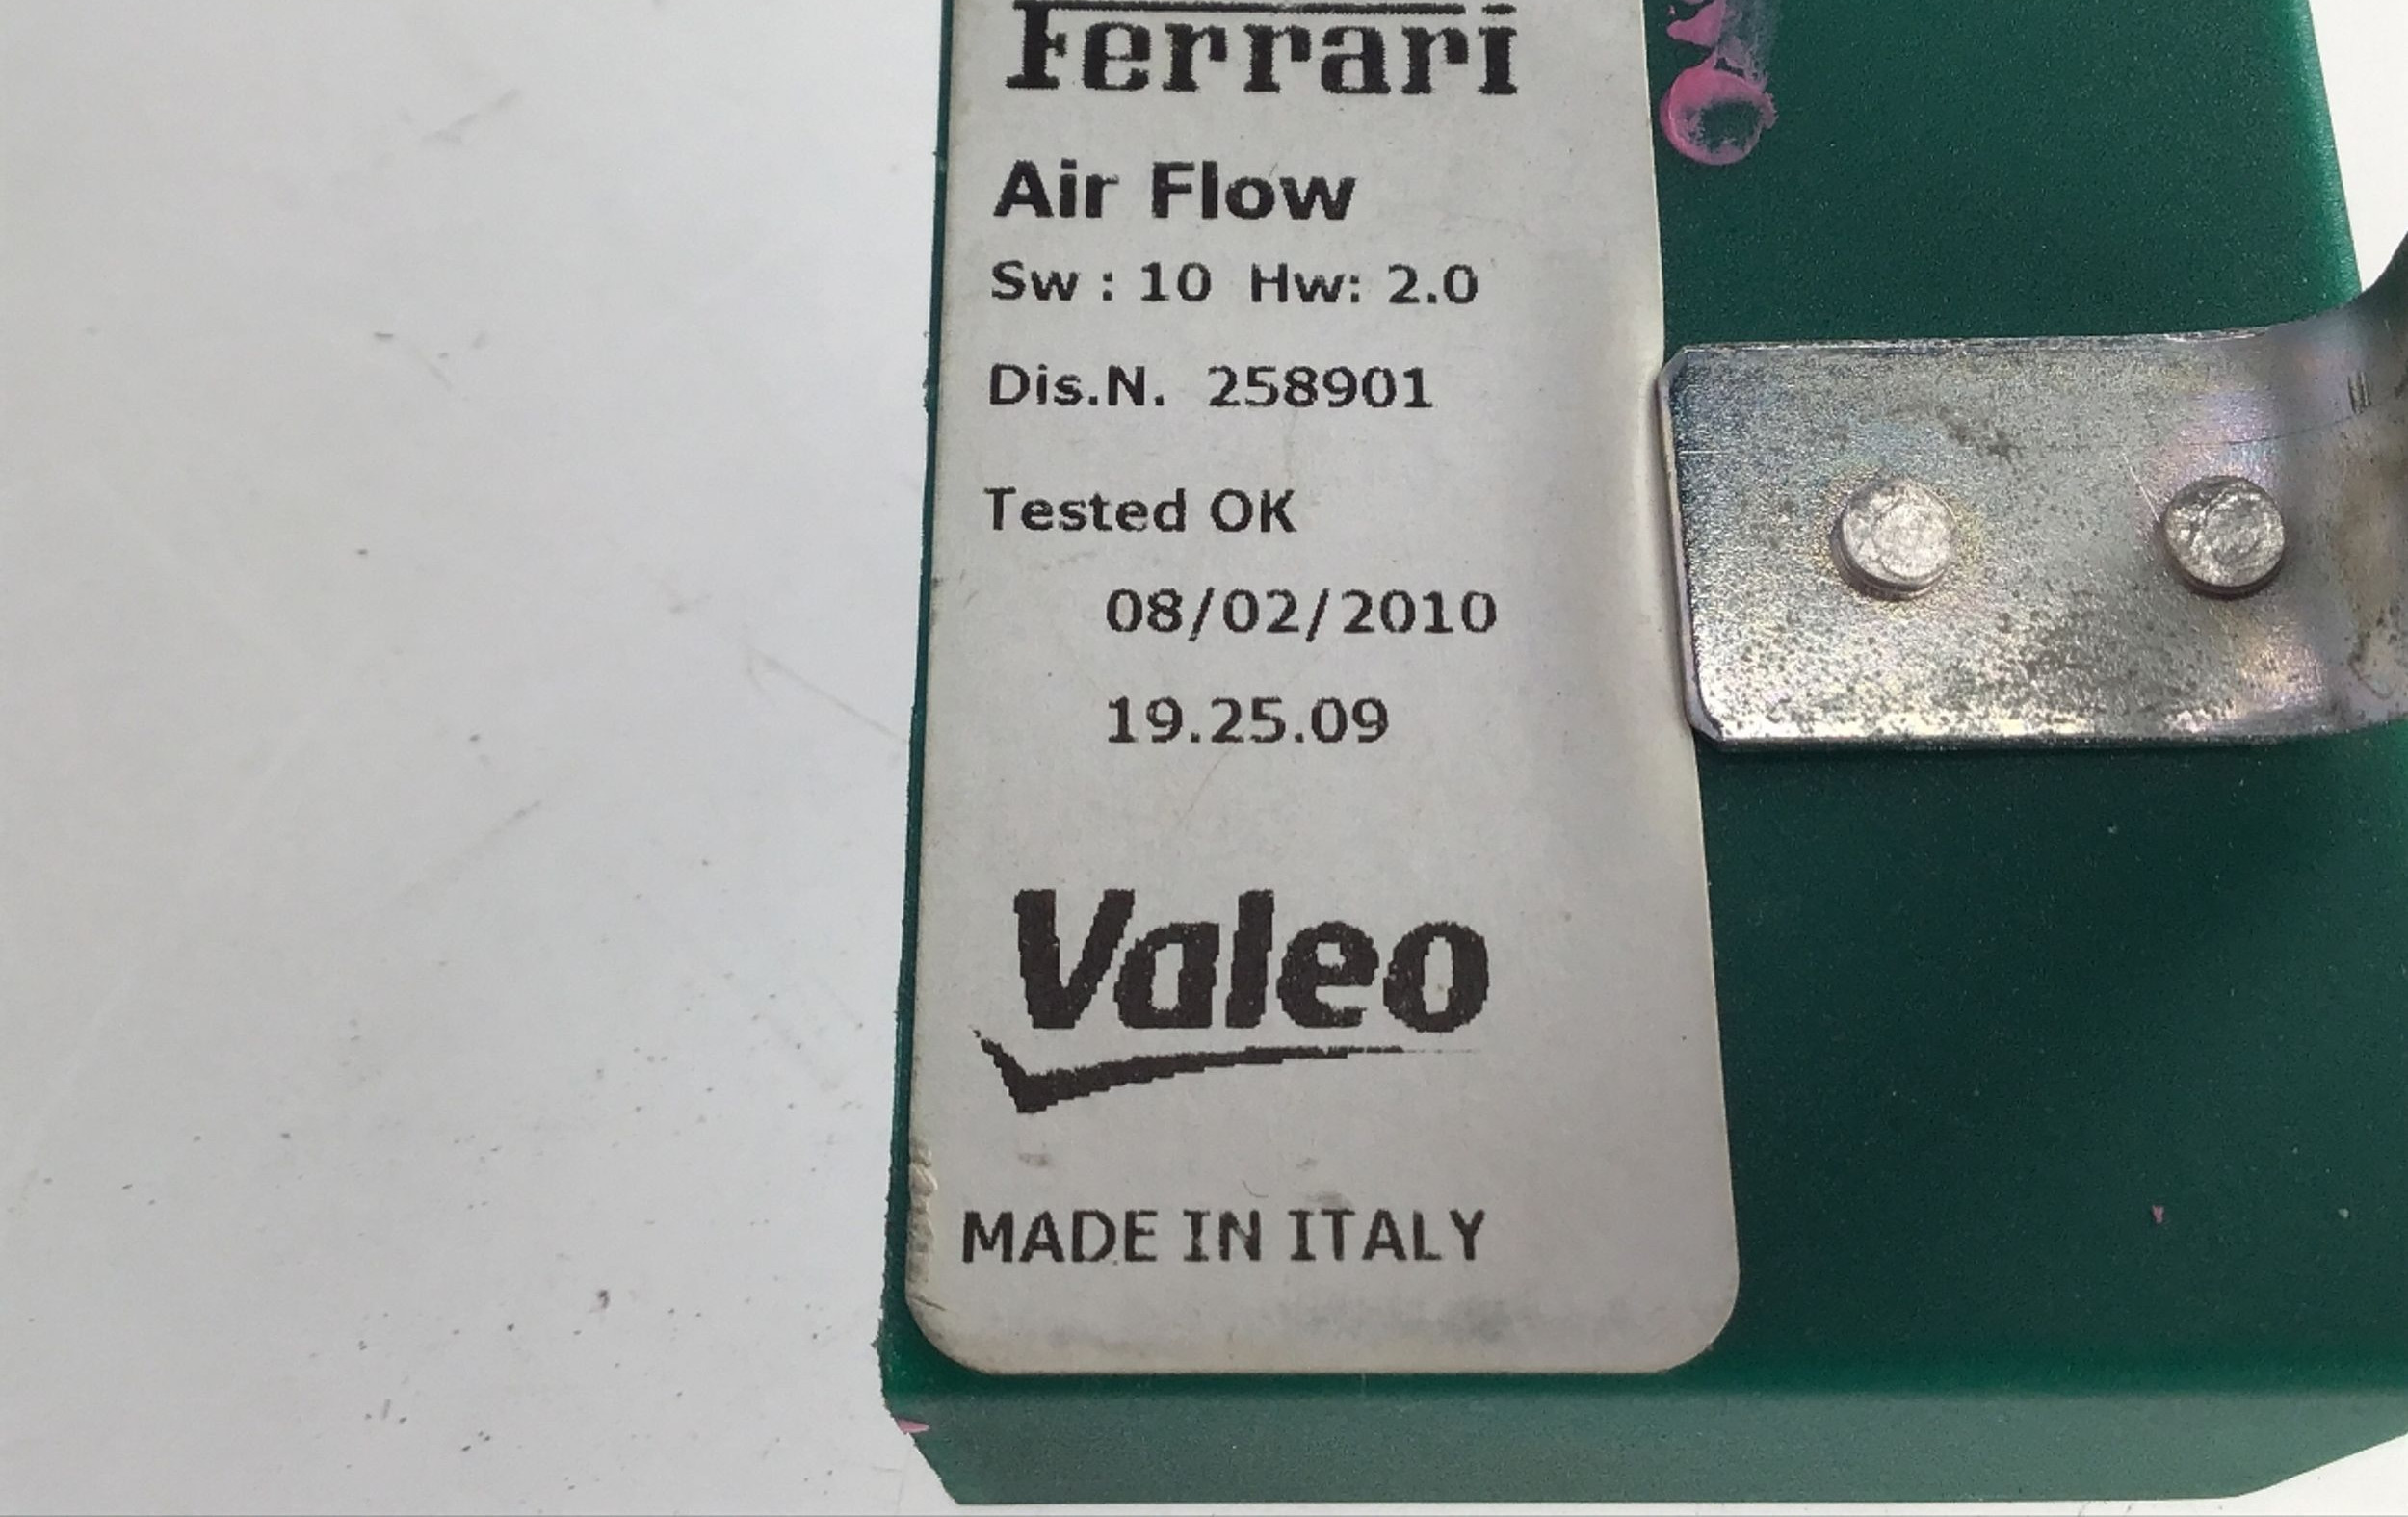 Ferrari
Air Flow
Sw : 10 Hw: 2.0
Dis.N. 258901
Tested OK
08/02/2010
19.25.09
Valeo
MADE IN ITALY